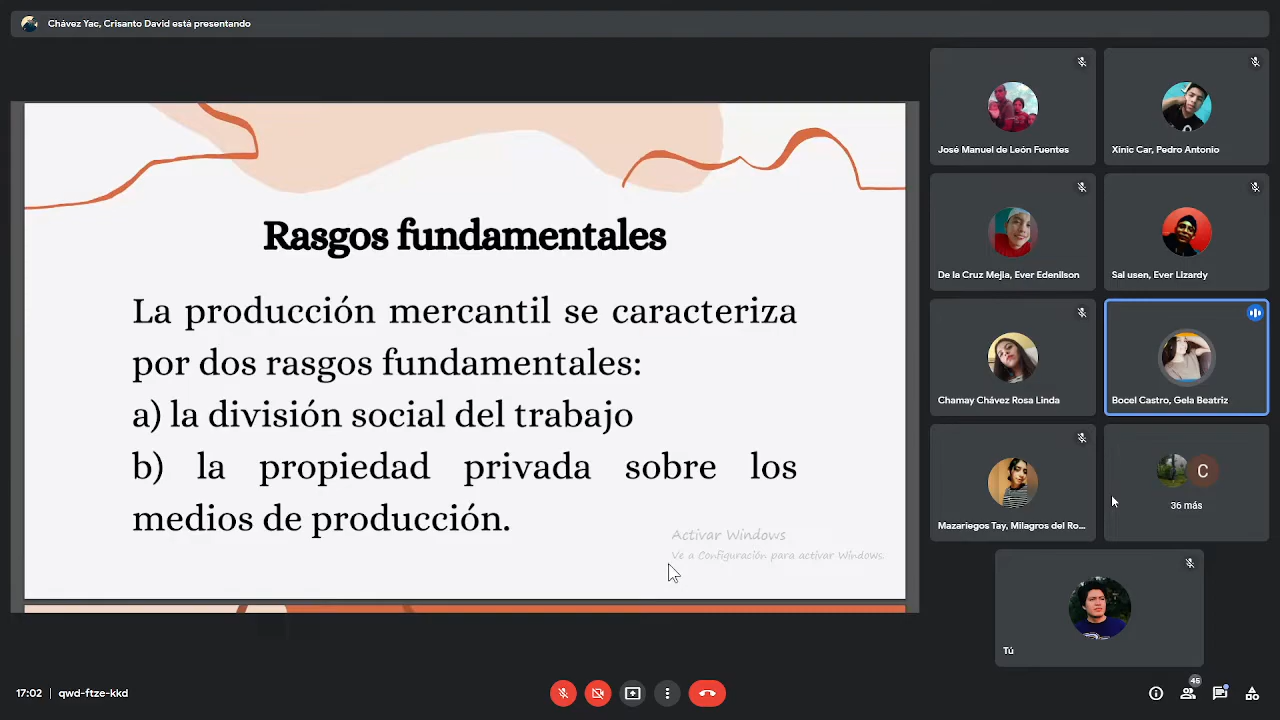 Chávez Yac, Crisanto David está presentando
Rasgos fundamentales
La producción mercantil se caracteriza
por dos rasgos fundamentales:
a) la división social del trabajo
b) la propiedad privada sobre los
medios de producción.
Activar Windows
Ve a Configuración para activar Windows.
José Manuel de León Fuentes
Xinic Car, Pedro Antonio
De la Cruz Mejia, Ever Edenilson
Sal usen, Ever Lizardy
Chamay Chávez Rosa Linda
Bocel Castro, Gela Beatriz
Mazariegos Tay, Milagros del Ro...
C
36 más
Tú
17:02 | qwd-ftze-kkd
45